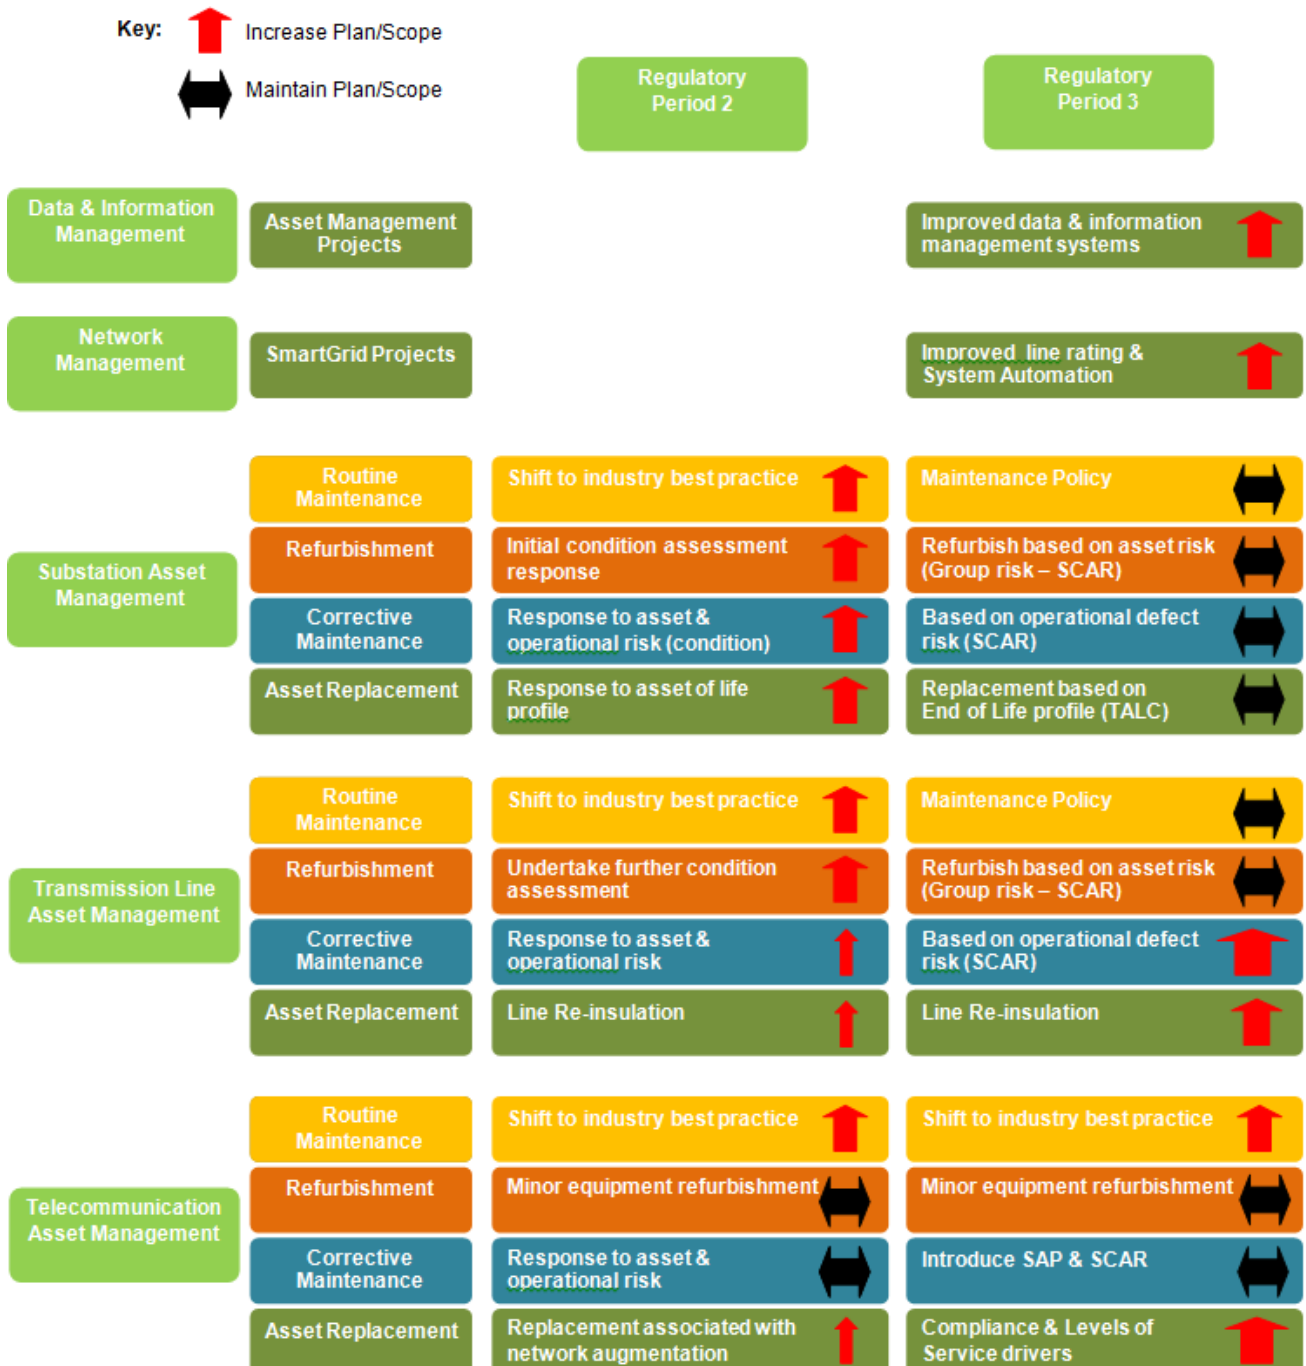 Key:
Increase Plan/Scope
Maintain Plan/Scope
Regulatory
Period 2
Regulatory
Period 3
Data & Information
Management
Asset Management
Projects
Improved data & information
management systems
Network
Management
SmartGrid Projects
Improved line rating &
System Automation
Substation Asset
Management
Routine
Maintenance
Shift to industry best practice
Maintenance Policy
Refurbishment
Initial condition assessment
response
Refurbish based on asset risk
(Group risk – SCAR)
Corrective
Maintenance
Response to asset &
operational risk (condition)
Based on operational defect
risk (SCAR)
Asset Replacement
Response to asset of life
profile
Replacement based on
End of Life profile (TALC)
Transmission Line
Asset Management
Routine
Maintenance
Shift to industry best practice
Maintenance Policy
Refurbishment
Undertake further condition
assessment
Refurbish based on asset risk
(Group risk – SCAR)
Corrective
Maintenance
Response to asset &
operational risk
Based on operational defect
risk (SCAR)
Asset Replacement
Line Re-insulation
Line Re-insulation
Telecommunication
Asset Management
Routine
Maintenance
Shift to industry best practice
Shift to industry best practice
Refurbishment
Minor equipment refurbishment
Minor equipment refurbishment
Corrective
Maintenance
Response to asset &
operational risk
Introduce SAP & SCAR
Asset Replacement
Replacement associated with
network augmentation
Compliance & Levels of
Service drivers